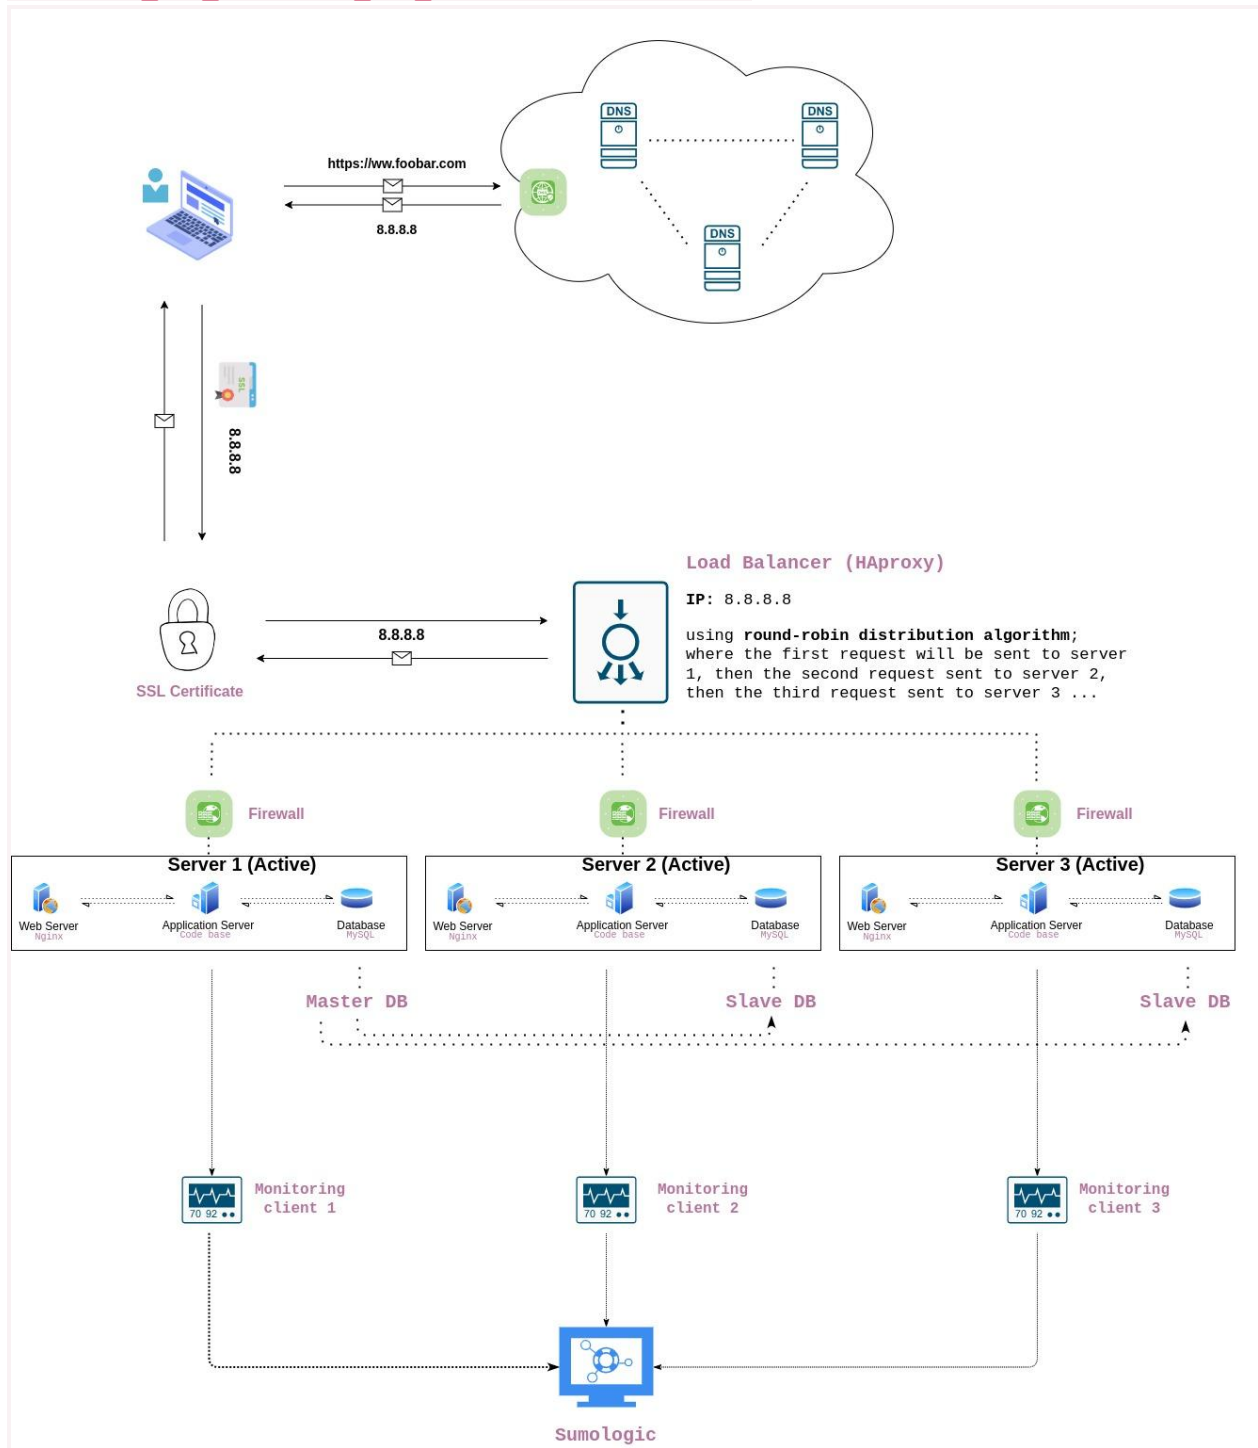 DNS
DNS
https://ww.foobar.com
8.8.8.8
DNS
SSL
8.8.8.8
Load Balancer (HAproxy)
IP: 8.8.8.8
using round-robin distribution algorithm;
where the first request will be sent to server
1, then the second request sent to server 2,
then the third request sent to server 3 ...
8.8.8.8
SSL Certificate
Firewall
Firewall
Firewall
Server 1 (Active)
Web Server
Nginx
Application Server
Code base
Database
MySQL
Server 2 (Active)
Web Server
Nginx
Application Server
Code base
Database
MySQL
Server 3 (Active)
Web Server
Nginx
Application Server
Code base
Database
MySQL
Master DB
Slave DB
Slave DB
70 92
Monitoring
client 1
70 92
Monitoring
client 2
70 92
Monitoring
client 3
Sumologic